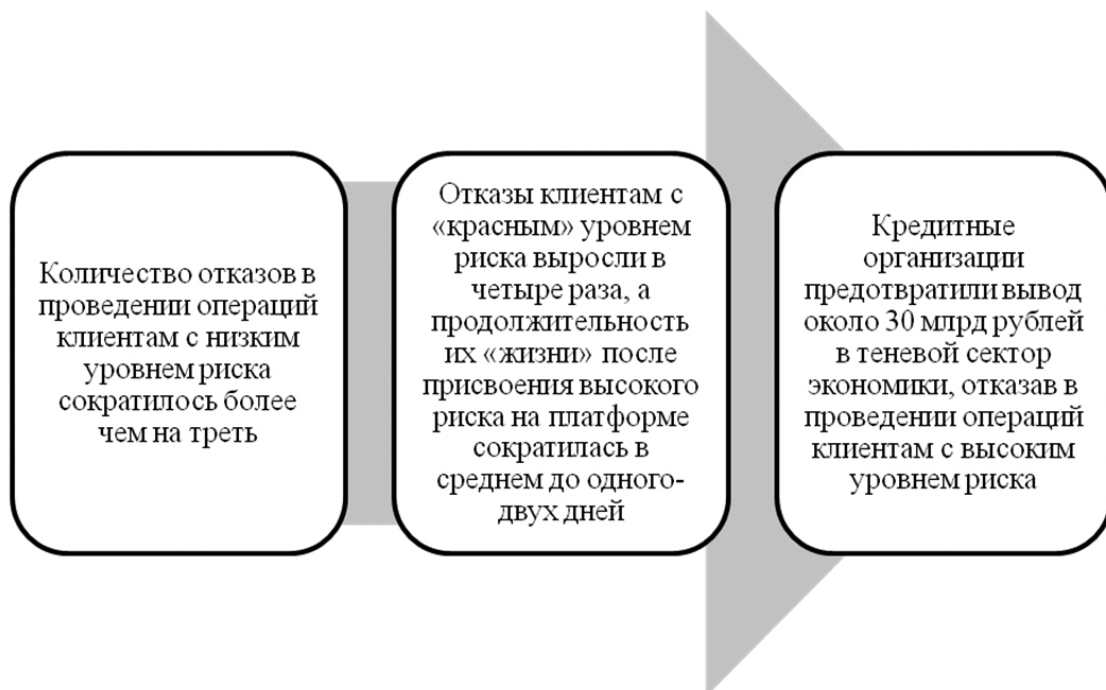 Количество отказов в
проведении операций
клиентам с низким
уровнем риска
сократилось более
чем на треть
Отказы клиентам с
«красным» уровнем
риска выросли в
четыре раза, а
продолжительность
их «жизни» после
присвоения высокого
риска на платформе
сократилась в
среднем до одного-
двух дней
Кредитные
организации
предотвратили вывод
около 30 млрд рублей
в теневой сектор
экономики, отказав в
проведении операций
клиентам с высоким
уровнем риска